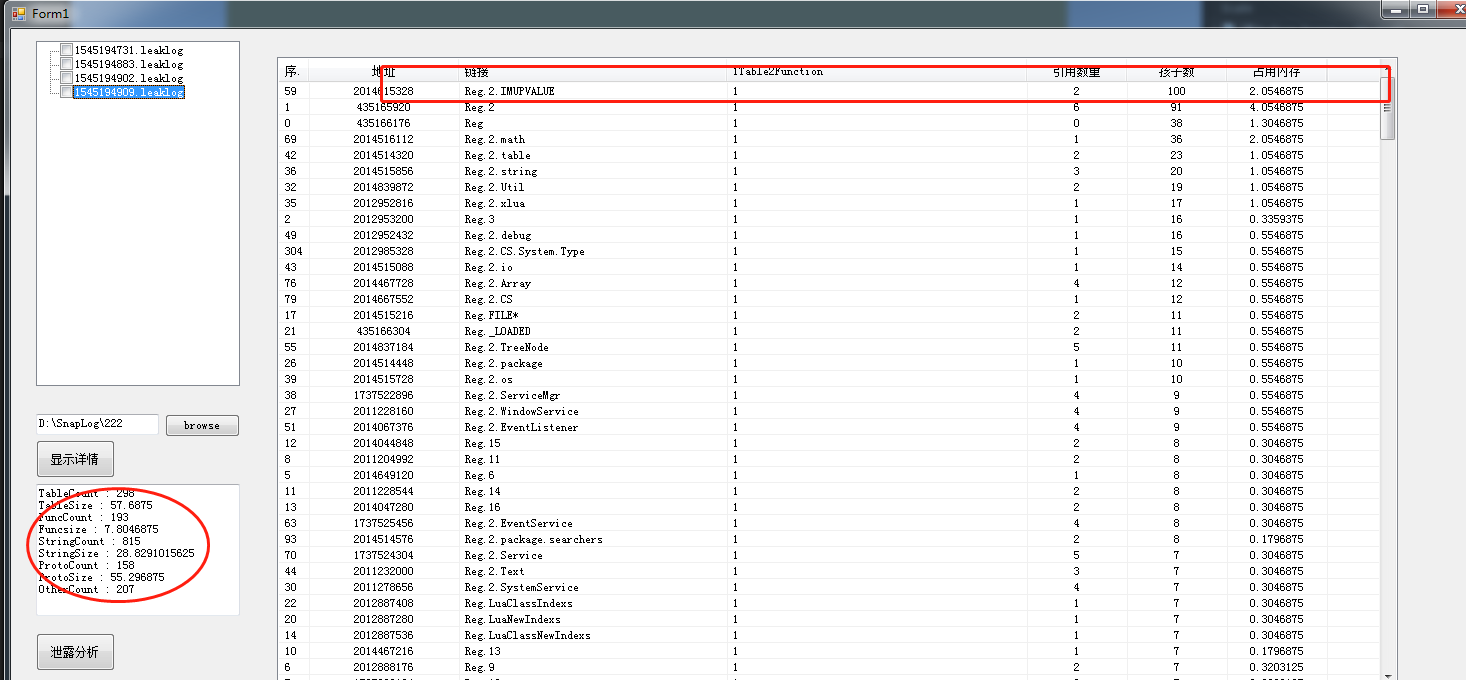 Form1
1545194731.leaklog
1545194883.leaklog
1545194902.leaklog
1545194909.leaklog
D:\SnapLog\222
browse
显示详情
TableCount : 298
TableSize : 57.6875
FuncCount : 193
Funcsize : 7.8046875
StringCount : 815
StringSize : 28.8291015625
ProtoCount : 158
ProtoSize : 55.296875
OtherCount : 207
泄露分析
序. 地址 链接 1Table2Function 引用数量 孩子数 占用内存
59 2014615328 Reg.2.IMUPVALUE 1 2 100 2.0546875
1 435165920 Reg.2 1 6 91 4.0546875
0 435166176 Reg 1 0 38 1.3046875
69 2014516112 Reg.2.math 1 1 36 2.0546875
42 2014514320 Reg.2.table 1 2 23 1.0546875
36 2014515856 Reg.2.string 1 3 20 1.0546875
32 2014839872 Reg.2.Util 1 2 19 1.0546875
35 2012952816 Reg.2.xlua 1 1 17 1.0546875
2 2012953200 Reg.3 1 1 16 0.3359375
49 2012952432 Reg.2.debug 1 1 16 0.5546875
304 2012985328 Reg.2.CS.System.Type 1 1 15 0.5546875
43 2014515088 Reg.2.io 1 1 14 0.5546875
76 2014467728 Reg.2.Array 1 4 12 0.5546875
79 2014667552 Reg.2.CS 1 1 12 0.5546875
17 2014515216 Reg.FILE* 1 2 11 0.5546875
21 435166304 Reg._LOADED 1 2 11 0.5546875
55 2014837184 Reg.2.TreeNode 1 5 11 0.5546875
26 2014514448 Reg.2.package 1 1 10 0.5546875
39 2014515728 Reg.2.os 1 1 10 0.5546875
38 1737522896 Reg.2.ServiceMgr 1 4 9 0.5546875
27 2011228160 Reg.2.WindowService 1 4 9 0.5546875
51 2014067376 Reg.2.EventListener 1 4 9 0.5546875
12 2014044848 Reg.15 1 2 8 0.3046875
8 2011204992 Reg.11 1 2 8 0.3046875
5 2014649120 Reg.6 1 1 8 0.3046875
11 2011228544 Reg.14 1 2 8 0.3046875
13 2014047280 Reg.16 1 2 8 0.3046875
63 1737525456 Reg.2.EventService 1 4 8 0.3046875
93 2014514576 Reg.2.package.searchers 1 2 8 0.1796875
70 1737524304 Reg.2.Service 1 5 7 0.3046875
44 2011232000 Reg.2.Text 1 3 7 0.3046875
30 2011278656 Reg.2.SystemService 1 4 7 0.3046875
22 2012887408 Reg.LuaClassIndexs 1 1 7 0.3046875
20 2012887280 Reg.LuaNewIndexs 1 1 7 0.3046875
14 2012887536 Reg.LuaClassNewIndexs 1 1 7 0.3046875
10 2014467216 Reg.13 1 1 7 0.1796875
6 2012888176 Reg.9 1 2 7 0.3203125